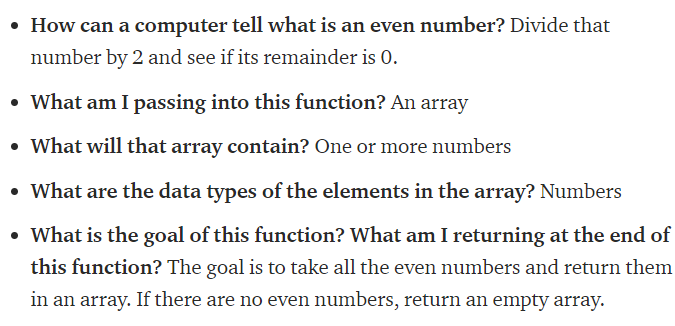 • How can a computer tell what is an even number? Divide that
number by 2 and see if its remainder is 0.
• What am I passing into this function? An array
• What will that array contain? One or more numbers
• What are the data types of the elements in the array? Numbers
• What is the goal of this function? What am I returning at the end of
this function? The goal is to take all the even numbers and return them
in an array. If there are no even numbers, return an empty array.